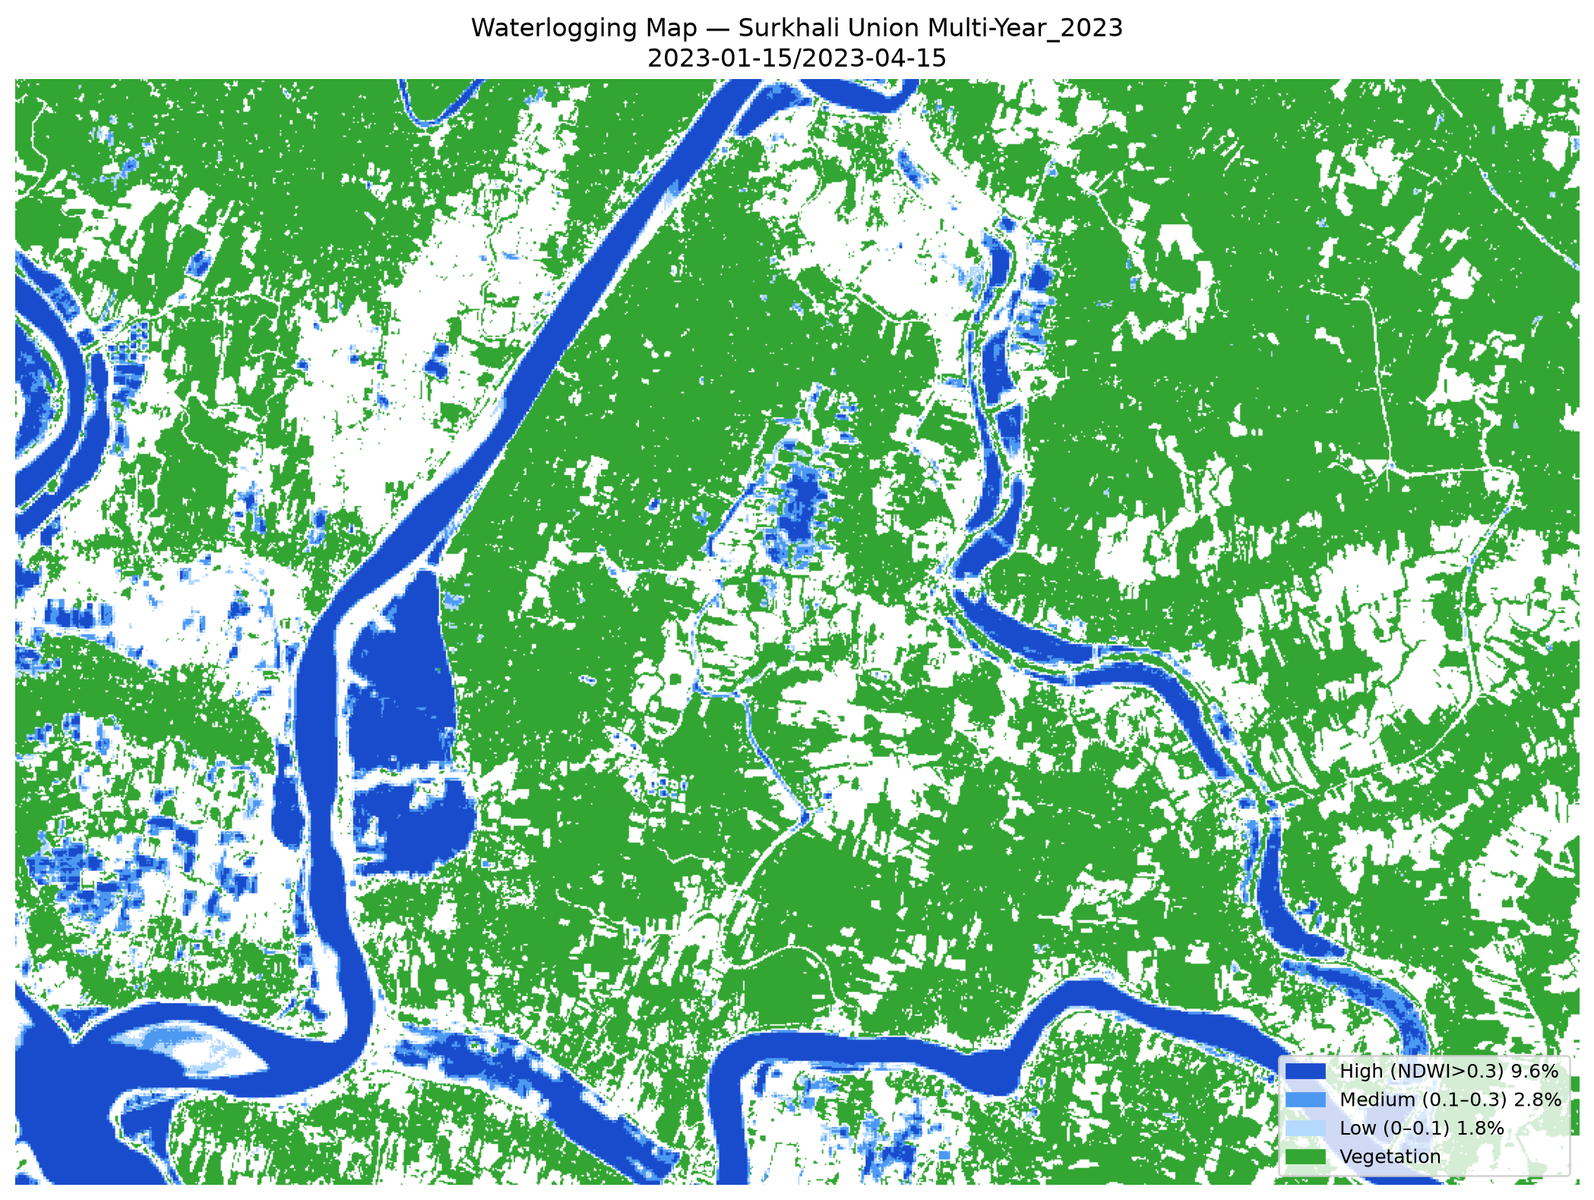 Waterlogging Map — Surkhali Union Multi-Year_2023
2023-01-15/2023-04-15
High (NDWI>0.3) 9.6%
Medium (0.1–0.3) 2.8%
Low (0–0.1) 1.8%
Vegetation